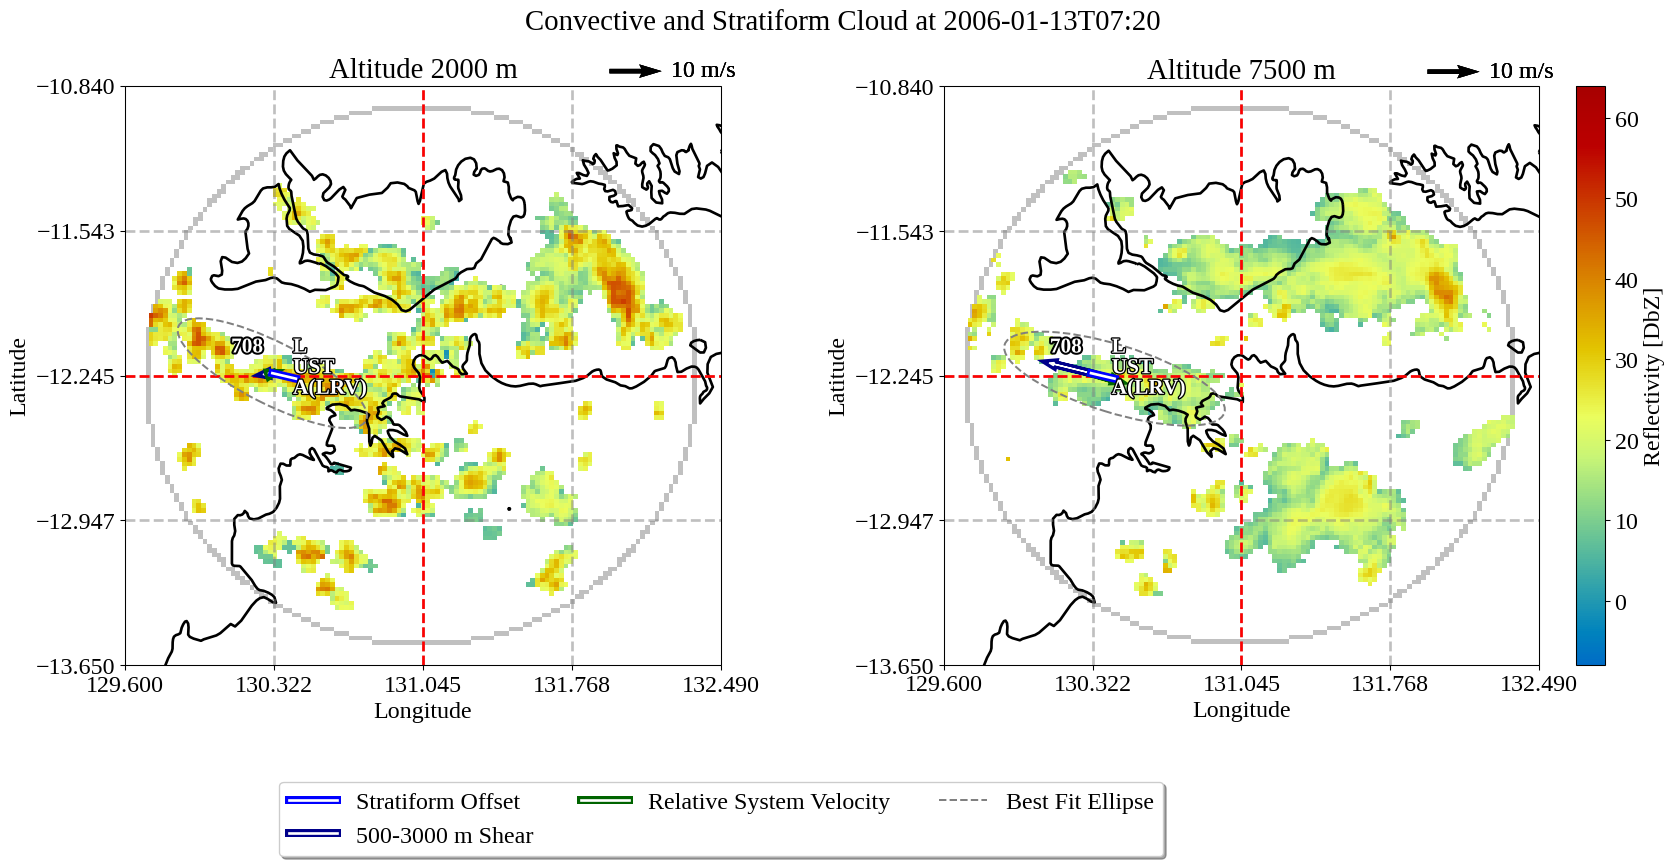 Convective and Stratiform Cloud at 2006-01-13T07:20
Altitude 2000 m
10 m/s
Altitude 7500 m
10 m/s
−10.840
−11.543
−12.245
−12.947
−13.650
Latitude
708
L
UST
A(LRV)
129.600
130.322
131.045
131.768
132.490
Longitude
−10.840
−11.543
−12.245
−12.947
−13.650
Latitude
708
L
UST
A(LRV)
129.600
130.322
131.045
131.768
132.490
Longitude
60
50
40
30
20
10
0
Reflectivity [DbZ]
Stratiform Offset
Relative System Velocity
Best Fit Ellipse
500-3000 m Shear